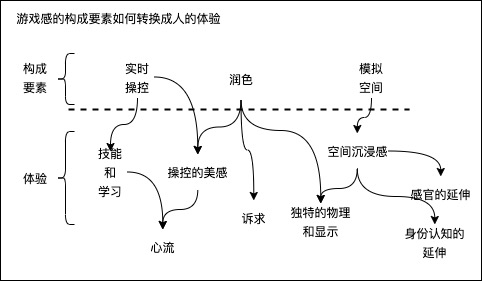 游戏感的构成要素如何转换成人的体验
构成
要素
实时
操控
润色
模拟
空间
体验
技能
和
学习
操控的美感
空间沉浸感
感官的延伸
诉求
独特的物理
和显示
身份认知的
延伸
心流